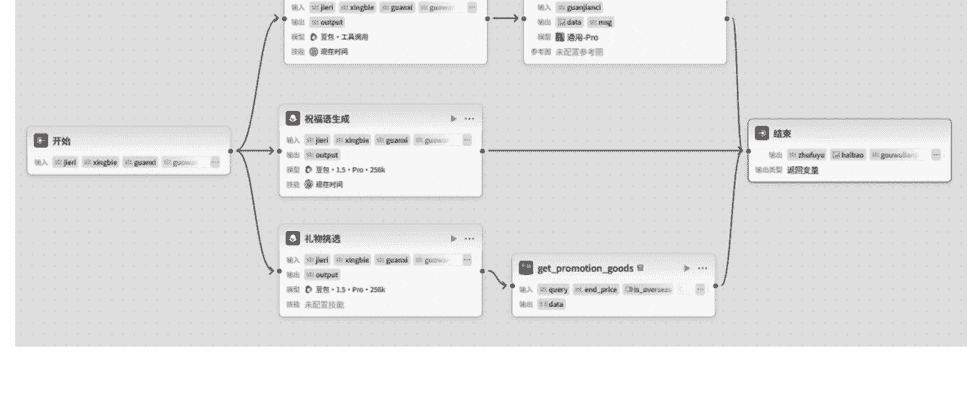 输入 jieri xingbie guanxi guowan
输出 output
模型 豆包·工具调用
技能 现在时间
输入 guanjianci
输出 data msg
模型 通用-Pro
参考图 未配置参考图
开始
输入 jieri xingbie guanxi guowan
祝福语生成
输入 jieri xingbie guanxi guowan
输出 output
模型 豆包·1.5·Pro·256k
技能 现在时间
结束
输出 zhufuyu haibao gouwulianji
输出类型 返回变量
礼物挑选
输入 jieri xingbie guanxi guowan
输出 output
模型 豆包·1.5·Pro·256k
技能 未配置技能
get_promotion_goods
输入 query end_price is_overseas
输出 data